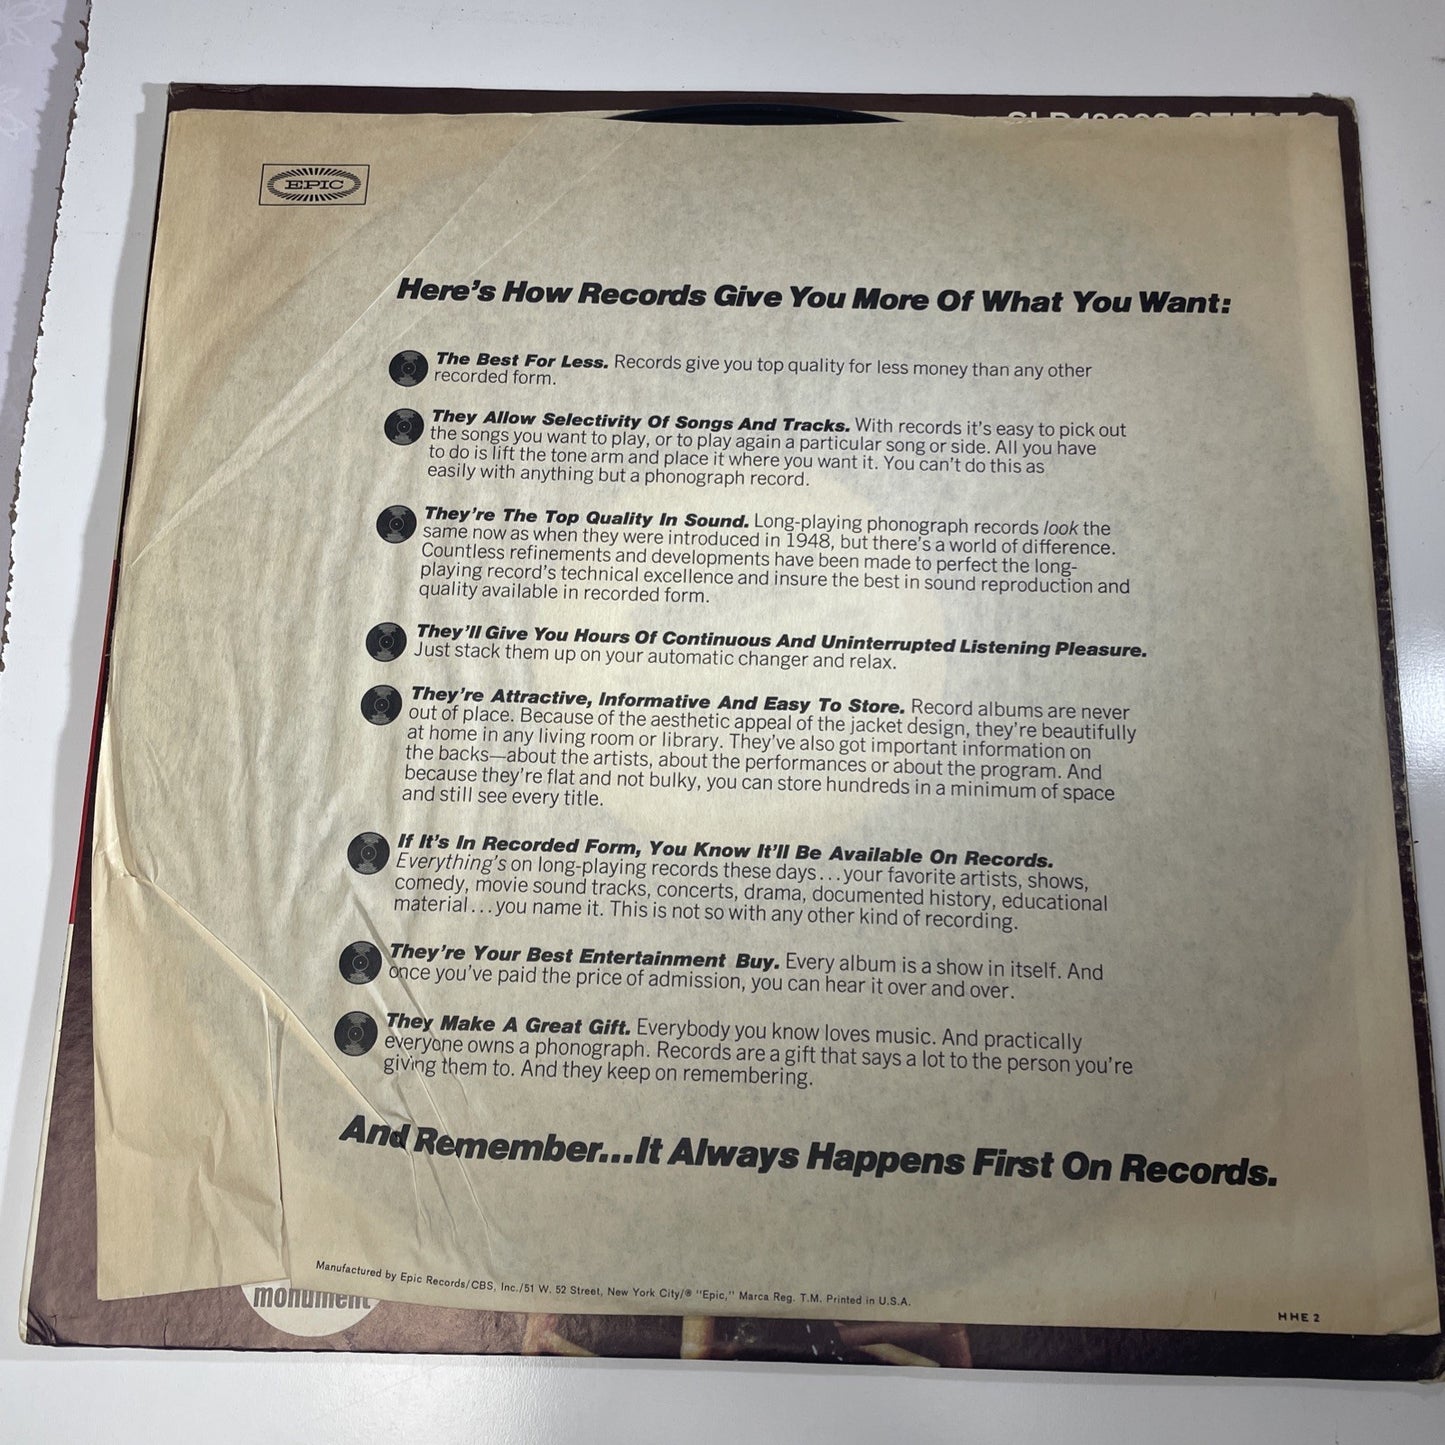 STEREO
EPIC
Here's How Records Give You More Of What You Want:
The Best For Less. Records give you top quality for less money than any other
recorded form.
They Allow Selectivity Of Songs And Tracks. With records it's easy to pick out
the songs you want to play, or to play again a particular song or side. All you have
to do is lift the tone arm and place it where you want it. You can't do this as
easily with anything but a phonograph record.
They're The Top Quality In Sound. Long-playing phonograph records look the
same now as when they were introduced in 1948, but there's a world of difference.
Countless refinements and developments have been made to perfect the long-
playing record's technical excellence and insure the best in sound reproduction and
quality available in recorded form.
They'll Give You Hours Of Continuous And Uninterrupted Listening Pleasure.
Just stack them up on your automatic changer and relax.
They're Attractive, Informative And Easy To Store. Record albums are never
out of place. Because of the aesthetic appeal of the jacket design, they're beautifully
at home in any living room or library. They've also got important information on
the backs—about the artists, about the performances or about the program. And
because they're flat and not bulky, you can store hundreds in a minimum of space
and still see every title.
If It's In Recorded Form, You Know It'll Be Available On Records.
Everything's on long-playing records these days...your favorite artists, shows,
comedy, movie sound tracks, concerts, drama, documented history, educational
material...you name it. This is not so with any other kind of recording.
They're Your Best Entertainment Buy. Every album is a show in itself. And
once you've paid the price of admission, you can hear it over and over.
They Make A Great Gift. Everybody you know loves music. And practically
everyone owns a phonograph. Records are a gift that says a lot to the person you're
giving them to. And they keep on remembering.
And Remember...It Always Happens First On Records.
Manufactured by Epic Records/CBS, Inc./51 W. 52 Street, New York City/® "Epic," Marca Reg. T.M. Printed in U.S.A.
monument
HHE 2